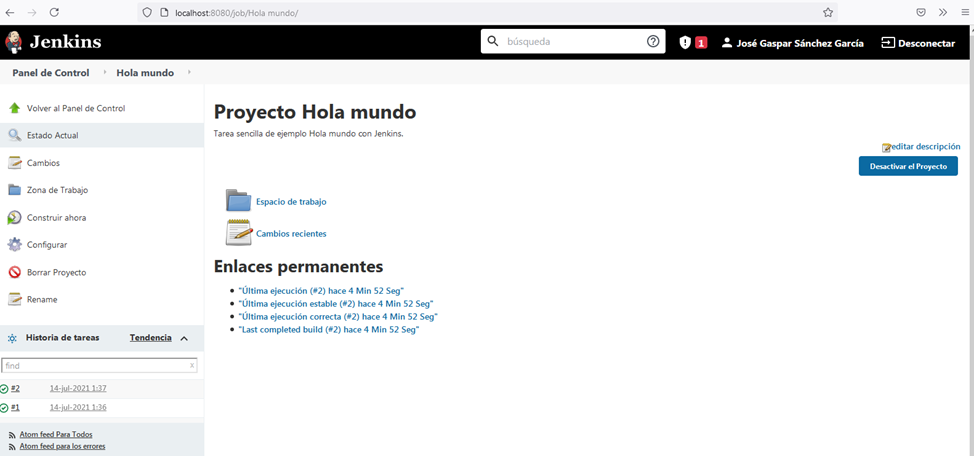 localhost:8080/job/Hola mundo/
Jenkins
búsqueda
1
José Gaspar Sánchez García
Desconectar
Panel de Control
Hola mundo
Volver al Panel de Control
Estado Actual
Cambios
Zona de Trabajo
Construir ahora
Configurar
Borrar Proyecto
Rename
Historia de tareas
Tendencia
find
x
#2 14-jul-2021 1:37
#1 14-jul-2021 1:36
Atom feed Para Todos
Atom feed para los errores
Proyecto Hola mundo
Tarea sencilla de ejemplo Hola mundo con Jenkins.
editar descripción
Desactivar el Proyecto
Espacio de trabajo
Cambios recientes
Enlaces permanentes
"Última ejecución (#2) hace 4 Min 52 Seg"
"Última ejecución estable (#2) hace 4 Min 52 Seg"
"Última ejecución correcta (#2) hace 4 Min 52 Seg"
"Last completed build (#2) hace 4 Min 52 Seg"